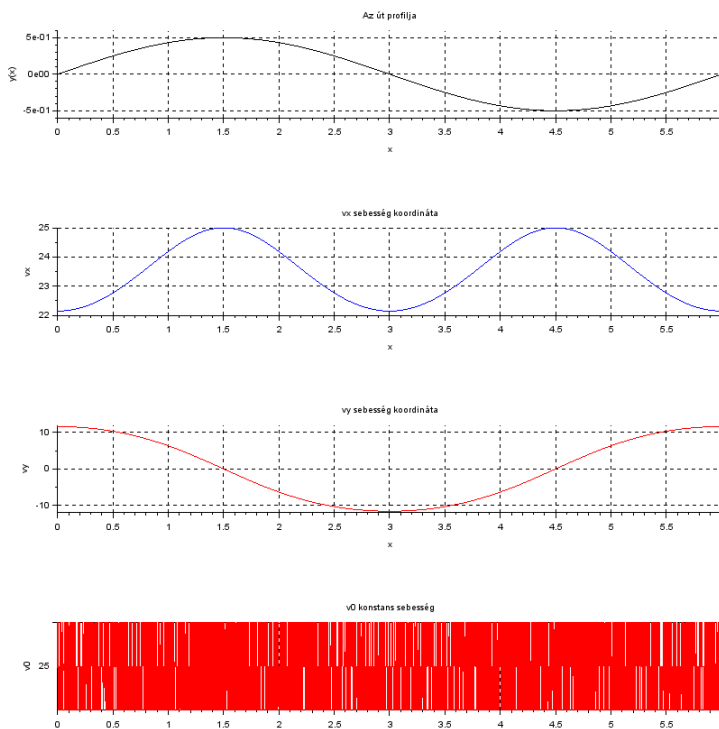 Az út profilja
5e-01
0e00
-5e-01
y(x)
0 0.5 1 1.5 2 2.5 3 3.5 4 4.5 5 5.5
x
vx sebesség koordináta
25
24
23
22
vx
0 0.5 1 1.5 2 2.5 3 3.5 4 4.5 5 5.5
x
vy sebesség koordináta
10
0
-10
vy
0 0.5 1 1.5 2 2.5 3 3.5 4 4.5 5 5.5
x
v0 konstans sebesség
25
v0
0 0.5 1 1.5 2 2.5 3 3.5 4 4.5 5 5.5
x